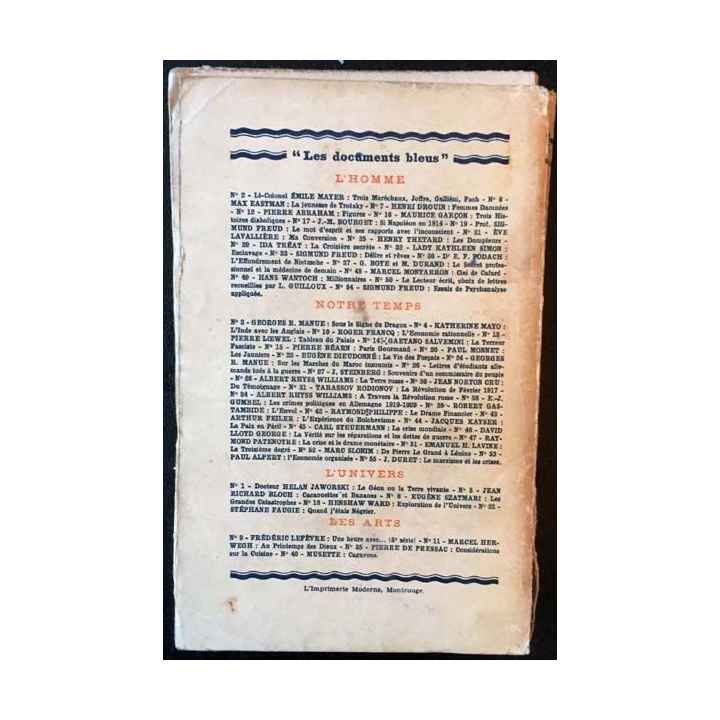 "Les documents bleus"
L'HOMME
N° 2 - Lt-Colonel ÉMILE MAYER : Trois Maréchaux, Joffre, Galliéni, Foch - N° 6 -
MAX EASTMAN : La jeunesse de Trotzky - N° 7 - HENRI DROUIN : Femmes Damnées
- N° 12 - PIERRE ABRAHAM : Figures - N° 16 - MAURICE GARÇON : Trois His-
toires diaboliques - N° 17 - J.-M. BOURGET : Si Napoléon en 1914 - N° 19 - Prof. SIG-
MUND FREUD : Le mot d'esprit et ses rapports avec l'inconscient - N° 21 - ÈVE
LAVALLIÈRE : Ma Conversion - N° 25 - HENRY THETARD : Les Dompteurs -
N° 29 - IDA TRÉAT : La Croisière secrète - N° 32 - LADY KATHLEEN SIMON :
Esclavage - N° 33 - SIGMUND FREUD : Délire et rêves - N° 36 - Dr E. F. PODACH :
L'Effondrement de Nietzsche - N° 37 - G. BOYE et M. DURAND : Le Secret profes-
sionnel et la médecine de demain - N° 48 - MARCEL MONTARRON : Ciel de Cafard -
N° 49 - HANS WANTOCH : Millionnaires - N° 50 - Le Lecteur écrit, choix de lettres
recueillies par L. GUILLOUX - N° 54 - SIGMUND FREUD : Essais de Psychanalyse
appliquée.
NOTRE TEMPS
N° 3 - GEORGES R. MANUE : Sous le Signe du Dragon - N° 4 - KATHERINE MAYO :
L'Inde avec les Anglais - N° 10 - ROGER FRANCQ : L'Economie rationnelle - N° 13 -
PIERRE LŒWEL : Tableau du Palais - N° 14 - GAETANO SALVEMINI : La Terreur
Fasciste - N° 15 - PIERRE BÉARN : Paris Gourmand - N° 20 - PAUL MONNET :
Les Jauniers - N° 22 - EUGÈNE DIEUDONNÉ : La Vie des Forçats - N° 24 - GEORGES
R. MANUE : Sur les Marches du Maroc insoumis - N° 26 - Lettres d'étudiants alle-
mands tués à la guerre - N° 27 - J. STEINBERG : Souvenirs d'un commissaire du peuple
- N° 28 - ALBERT RHYSS WILLIAMS : La Terre russe - N° 30 - JEAN NORTON CRU :
Du Témoignage - N° 31 - TARASSOV RODIONOV : La Révolution de Février 1917 -
N° 34 - ALBERT RHYSS WILLIAMS : A Travers la Révolution russe - N° 38 - E.-J.
GUMBEL : Les crimes politiques en Allemagne 1919-1929 - N° 39 - ROBERT GAS-
TAMBIDE : L'Envol - N° 42 - RAYMOND PHILIPPE : Le Drame Financier - N° 43 -
ARTHUR FEILER : L'Expérience du Bolchevisme - N° 44 - JACQUES KAYSER :
La Paix en Péril - N° 45 - CARL STEUERMANN : La crise mondiale - N° 46 - DAVID
LLOYD GEORGE : La Vérité sur les réparations et les dettes de guerre - N° 47 - RAY-
MOND PATENOTRE : La crise et le drame monétaire - N° 51 - EMANUEL H. LAVINE :
Le Troisième degré - N° 52 - MARC SLONIM : De Pierre Le Grand à Lénine - N° 53 -
PAUL ALPERT : l'Economie organisée - N° 55 - J. DURET : Le marxisme et les crises.
L'UNIVERS
N° 1 - Docteur HELAN JAWORSKI : Le Géon ou la Terre vivante - N° 5 - JEAN
RICHARD BLOCH : Cacaouettes et Bananes - N° 8 - EUGÈNE SZATMARI : Les
Grandes Catastrophes - N° 18 - HENSHAW WARD : Exploration de l'Univers - N° 23 -
STÉPHANE FAUGIE : Quand j'étais Négrier.
LES ARTS
N° 9 - FRÉDÉRIC LEFÈVRE : Une heure avec... (5e série) - N° 11 - MARCEL HER-
WEGH : Au Printemps des Dieux - N° 35 - PIERRE DE PRESSAC : Considérations
sur la Cuisine - N° 40 - MUSETTE : Cagayous.
L'Imprimerie Moderne, Montrouge.